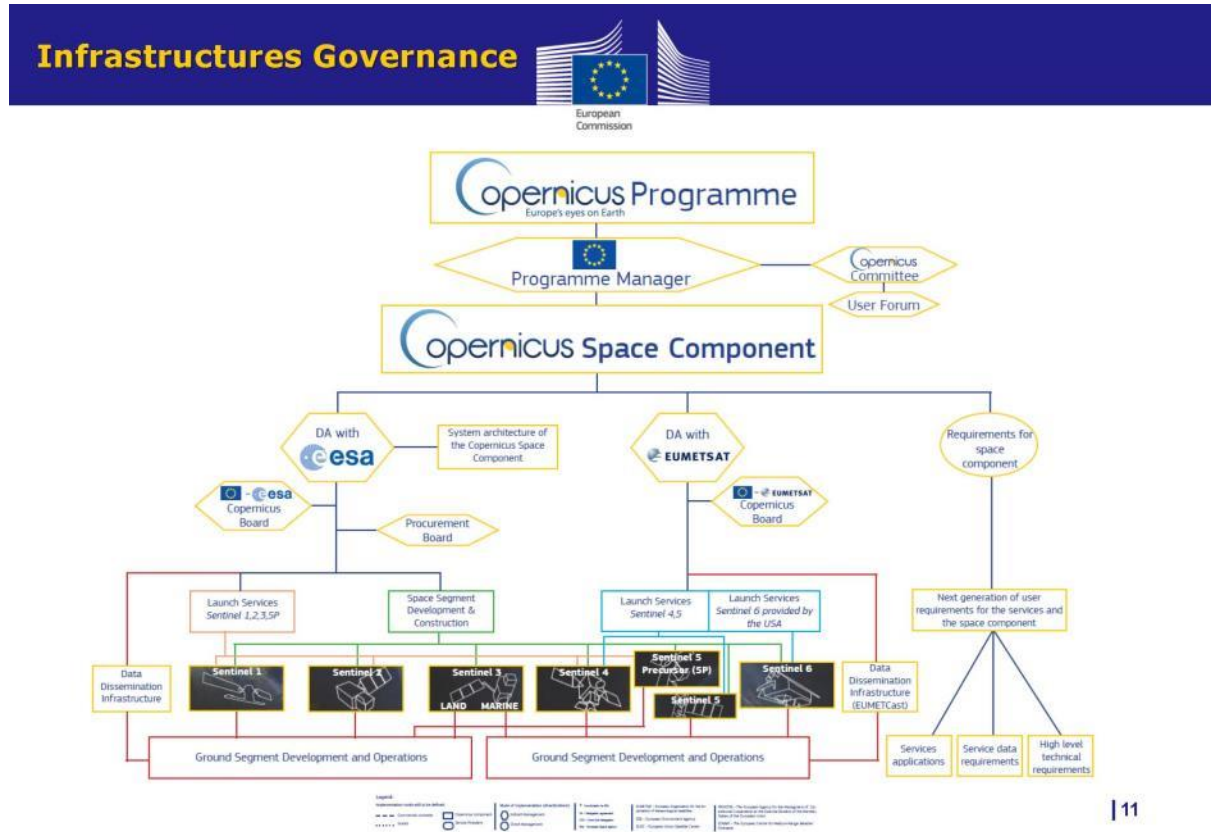 Infrastructures Governance
European
Commission
Copernicus Programme
Europe's eyes on Earth
Programme Manager
Copernicus
Committee
User Forum
Copernicus Space Component
DA with
esa
System architecture of
the Copernicus Space
Component
DA with
EUMETSAT
Requirements for
space
component
- esa
Copernicus
Board
Procurement
Board
- EUMETSAT
Copernicus
Board
Launch Services
Sentinel 1,2,3,5P
Space Segment
Development &
Construction
Launch Services
Sentinel 4,5
Launch Services
Sentinel 6 provided by
the USA
Next generation of user
requirements for the services and
the space component
Data
Dissemination
Infrastructure
Sentinel 1
Sentinel 2
Sentinel 3
LAND MARINE
Sentinel 4
Sentinel 5
Precursor (5P)
Sentinel 5
Sentinel 6
Data
Dissemination
Infrastructure
(EUMETCast)
Ground Segment Development and Operations
Ground Segment Development and Operations
Services
applications
Service data
requirements
High level
technical
requirements
Legend:
11